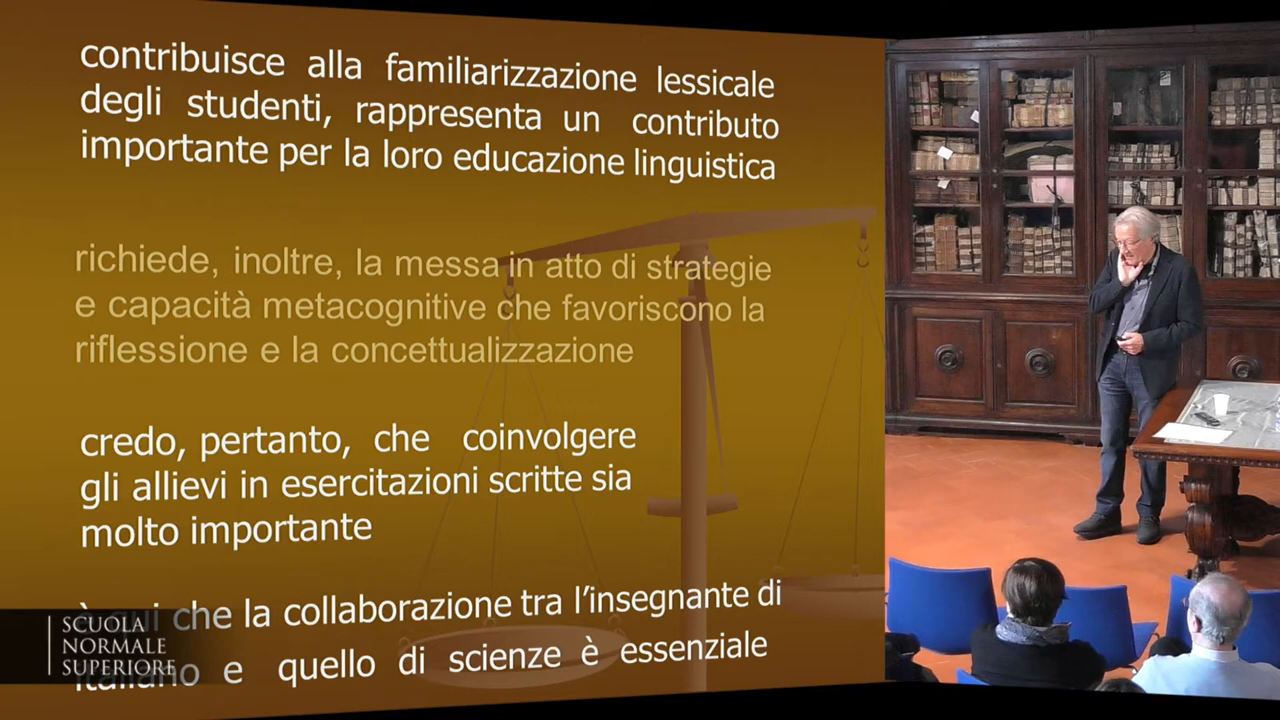 contribuisce alla familiarizzazione lessicale
degli studenti, rappresenta un contributo
importante per la loro educazione linguistica
richiede, inoltre, la messa in atto di strategie
e capacità metacognitive che favoriscono la
riflessione e la concettualizzazione
credo, pertanto, che coinvolgere
gli allievi in esercitazioni scritte sia
molto importante
è qui che la collaborazione tra l'insegnante di
italiano e quello di scienze è essenziale
SCUOLA
NORMALE
SUPERIORE